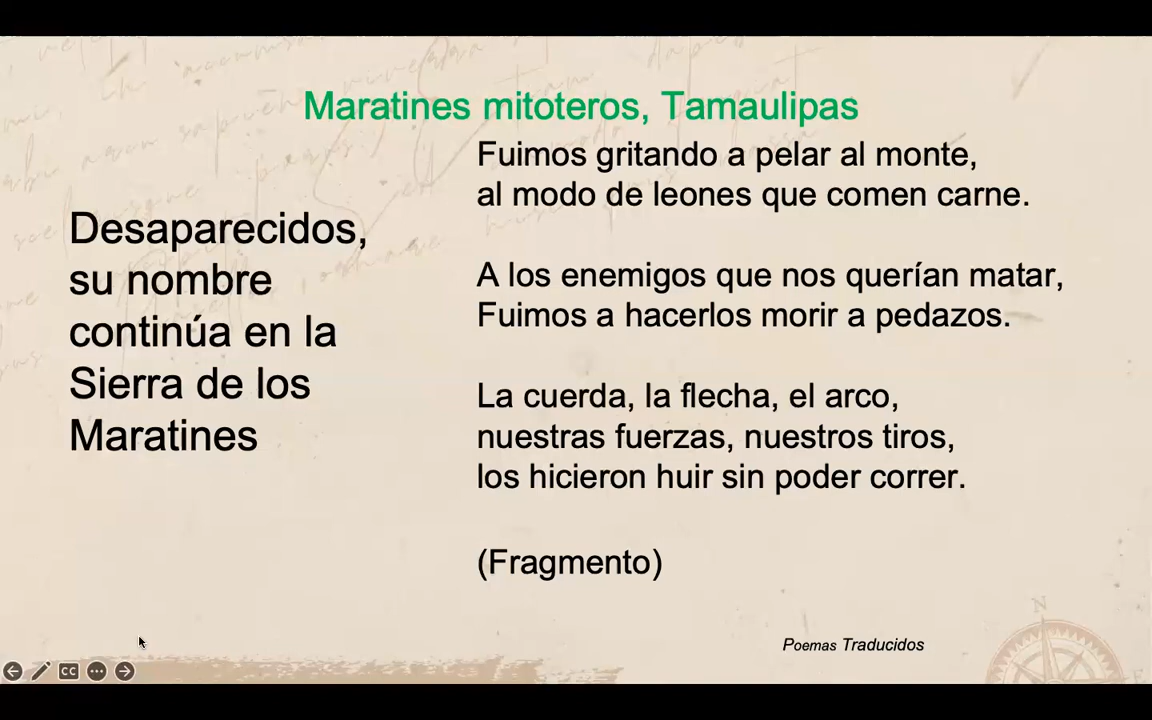 Maratines mitoteros, Tamaulipas
Desaparecidos,
su nombre
continúa en la
Sierra de los
Maratines
Fuimos gritando a pelar al monte,
al modo de leones que comen carne.
A los enemigos que nos querían matar,
Fuimos a hacerlos morir a pedazos.
La cuerda, la flecha, el arco,
nuestras fuerzas, nuestros tiros,
los hicieron huir sin poder correr.
(Fragmento)
Poemas Traducidos
N
CC